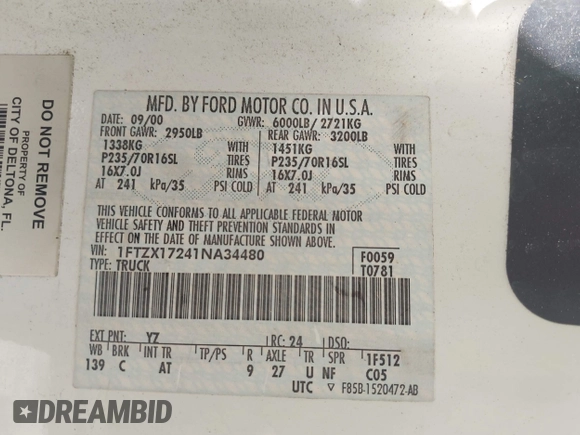 DO NOT REMOVE
PROPERTY OF
CITY OF DELTONA, FL.
MFD. BY FORD MOTOR CO. IN U.S.A.
DATE: 09/00 GVWR: 6000LB/ 2721KG
FRONT GAWR: 2950LB REAR GAWR: 3200LB
1338KG WITH 1451KG WITH
P235/70R16SL TIRES P235/70R16SL TIRES
16X7.0J RIMS 16X7.0J RIMS
AT 241 kPa/35 PSI COLD AT 241 kPa/35 PSI COLD
THIS VEHICLE CONFORMS TO ALL APPLICABLE FEDERAL MOTOR
VEHICLE SAFETY AND THEFT PREVENTION STANDARDS IN
EFFECT ON THE DATE OF MANUFACTURE SHOWN ABOVE.
VIN: 1FTZX17241NA34480 F0059
TYPE: TRUCK T0781
EXT PNT: YZ RC: 24 DSO:
WB BRK INT TR TP/PS R AXLE TR SPR 1F512
139 C AT 9 27 U NF C05
UTC ▽ F85B-1520472-AB
DREAMBID